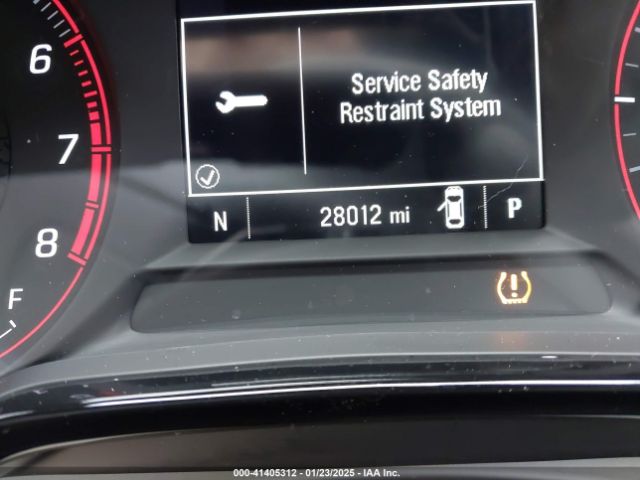 6
7
8
F
Service Safety
Restraint System
N
28012 mi
P
000-41405312 - 01/23/2025 - IAA Inc.